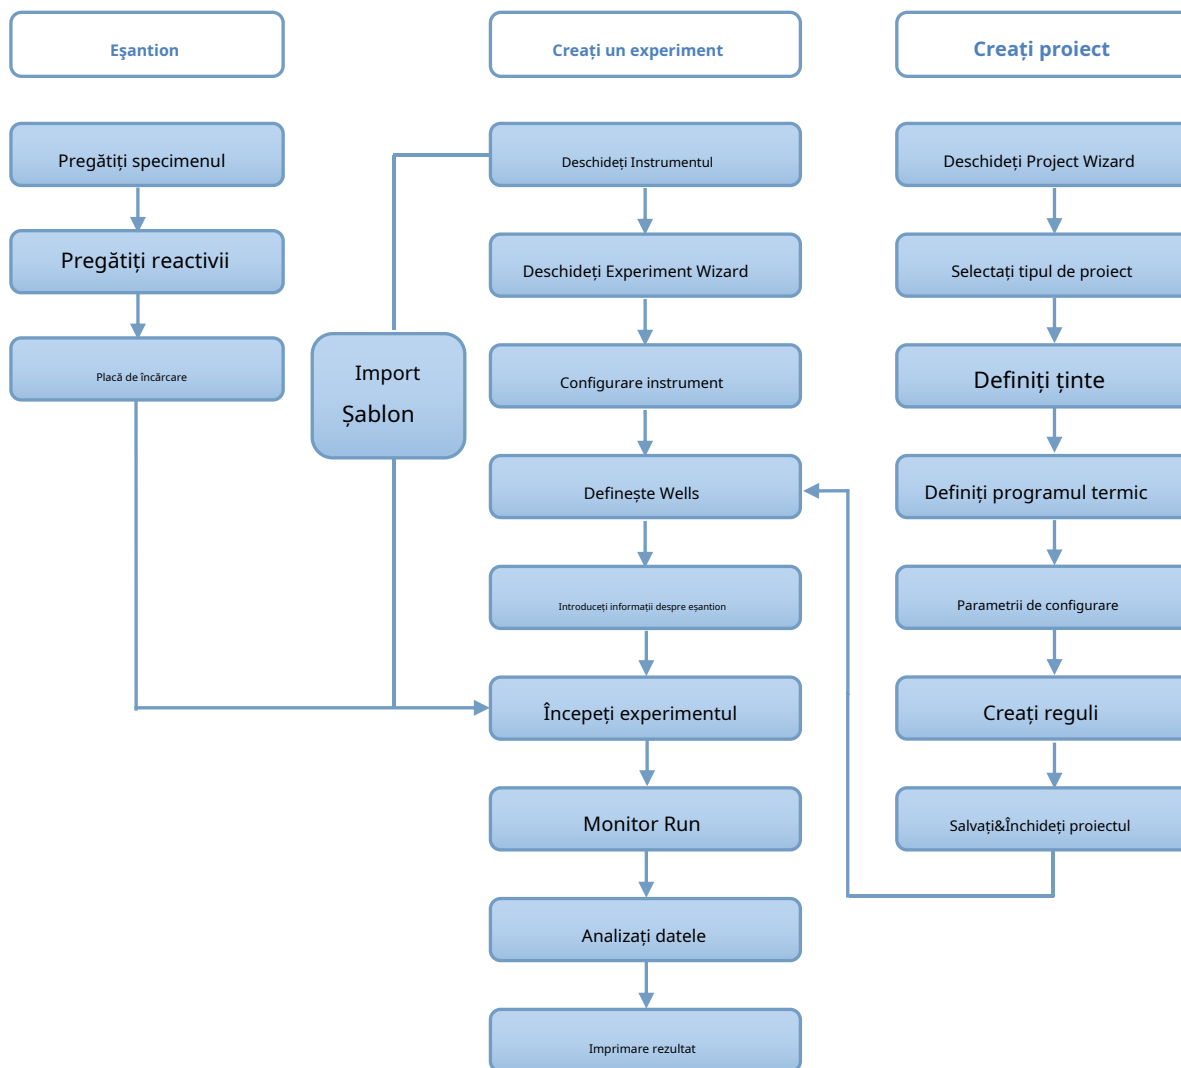 Eşantion
Pregătiți specimenul
Pregătiți reactivii
Placă de încărcare
Import
Șablon
Creați un experiment
Deschideți Instrumentul
Deschideți Experiment Wizard
Configurare instrument
Definește Wells
Introduceți informații despre eșantion
Începeți experimentul
Monitor Run
Analizați datele
Imprimare rezultat
Creați proiect
Deschideți Project Wizard
Selectați tipul de proiect
Definiți ținte
Definiți programul termic
Parametrii de configurare
Creați reguli
Salvați&Închideți proiectul